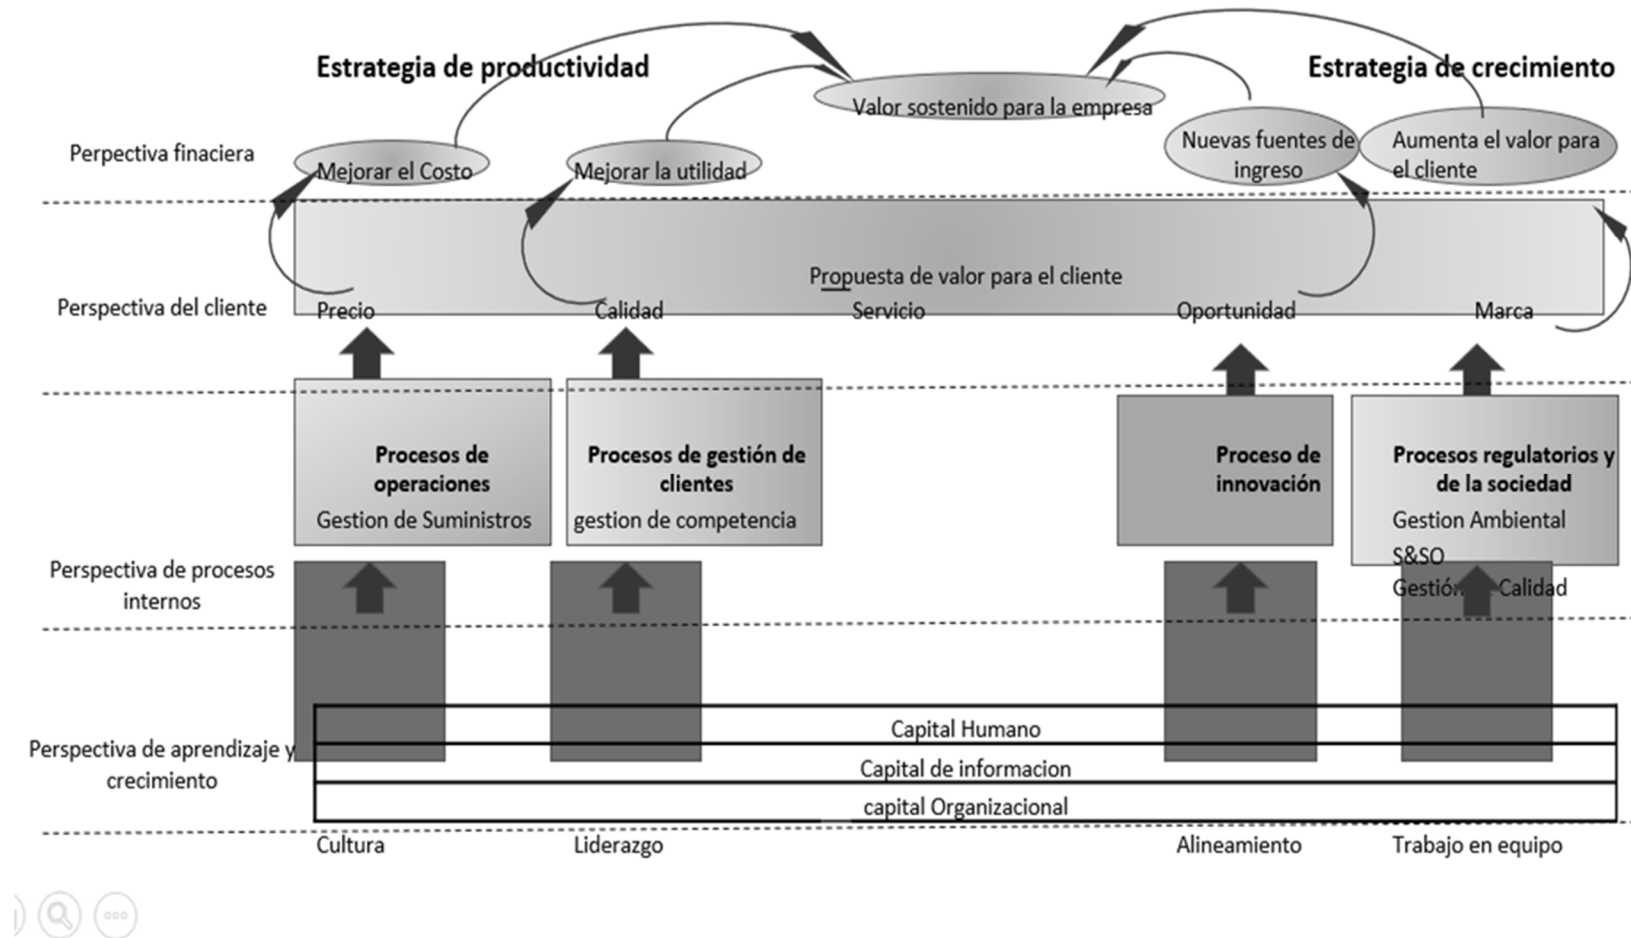 Estrategia de productividad
Estrategia de crecimiento
Valor sostenido para la empresa
Perpectiva finaciera
Mejorar el Costo
Mejorar la utilidad
Nuevas fuentes de
ingreso
Aumenta el valor para
el cliente
Propuesta de valor para el cliente
Perspectiva del cliente
Precio
Calidad
Servicio
Oportunidad
Marca
Procesos de
operaciones
Gestion de Suministros
Procesos de gestión de
clientes
gestion de competencia
Proceso de
innovación
Procesos regulatorios y
de la sociedad
Gestion Ambiental
S&SO
Gestión Calidad
Perspectiva de procesos
internos
Perspectiva de aprendizaje y
crecimiento
Capital Humano
Capital de informacion
capital Organizacional
Cultura
Liderazgo
Alineamiento
Trabajo en equipo